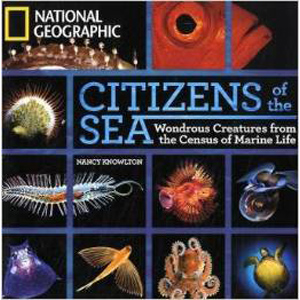 NATIONAL
GEOGRAPHIC
CITIZENS of the
SEA Wondrous Creatures from
the Census of Marine Life
NANCY KNOWLTON